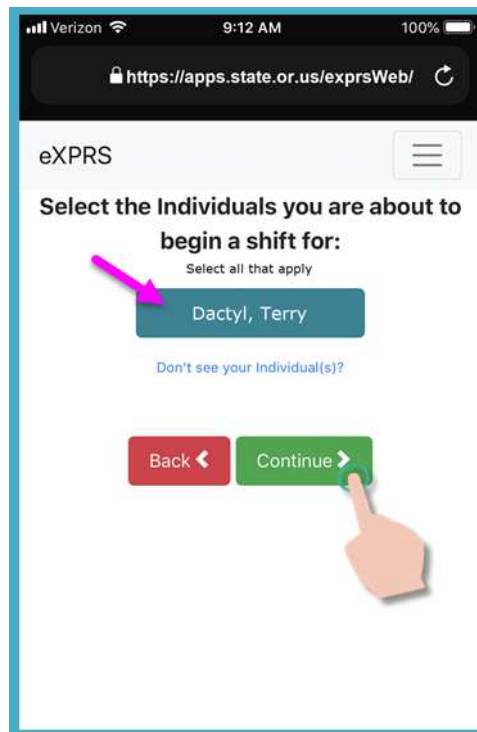 Verizon 9:12 AM 100%
https://apps.state.or.us/exprsWeb/
eXPRS
Select the Individuals you are about to
begin a shift for:
Select all that apply
Dactyl, Terry
Don't see your Individual(s)?
Back Continue